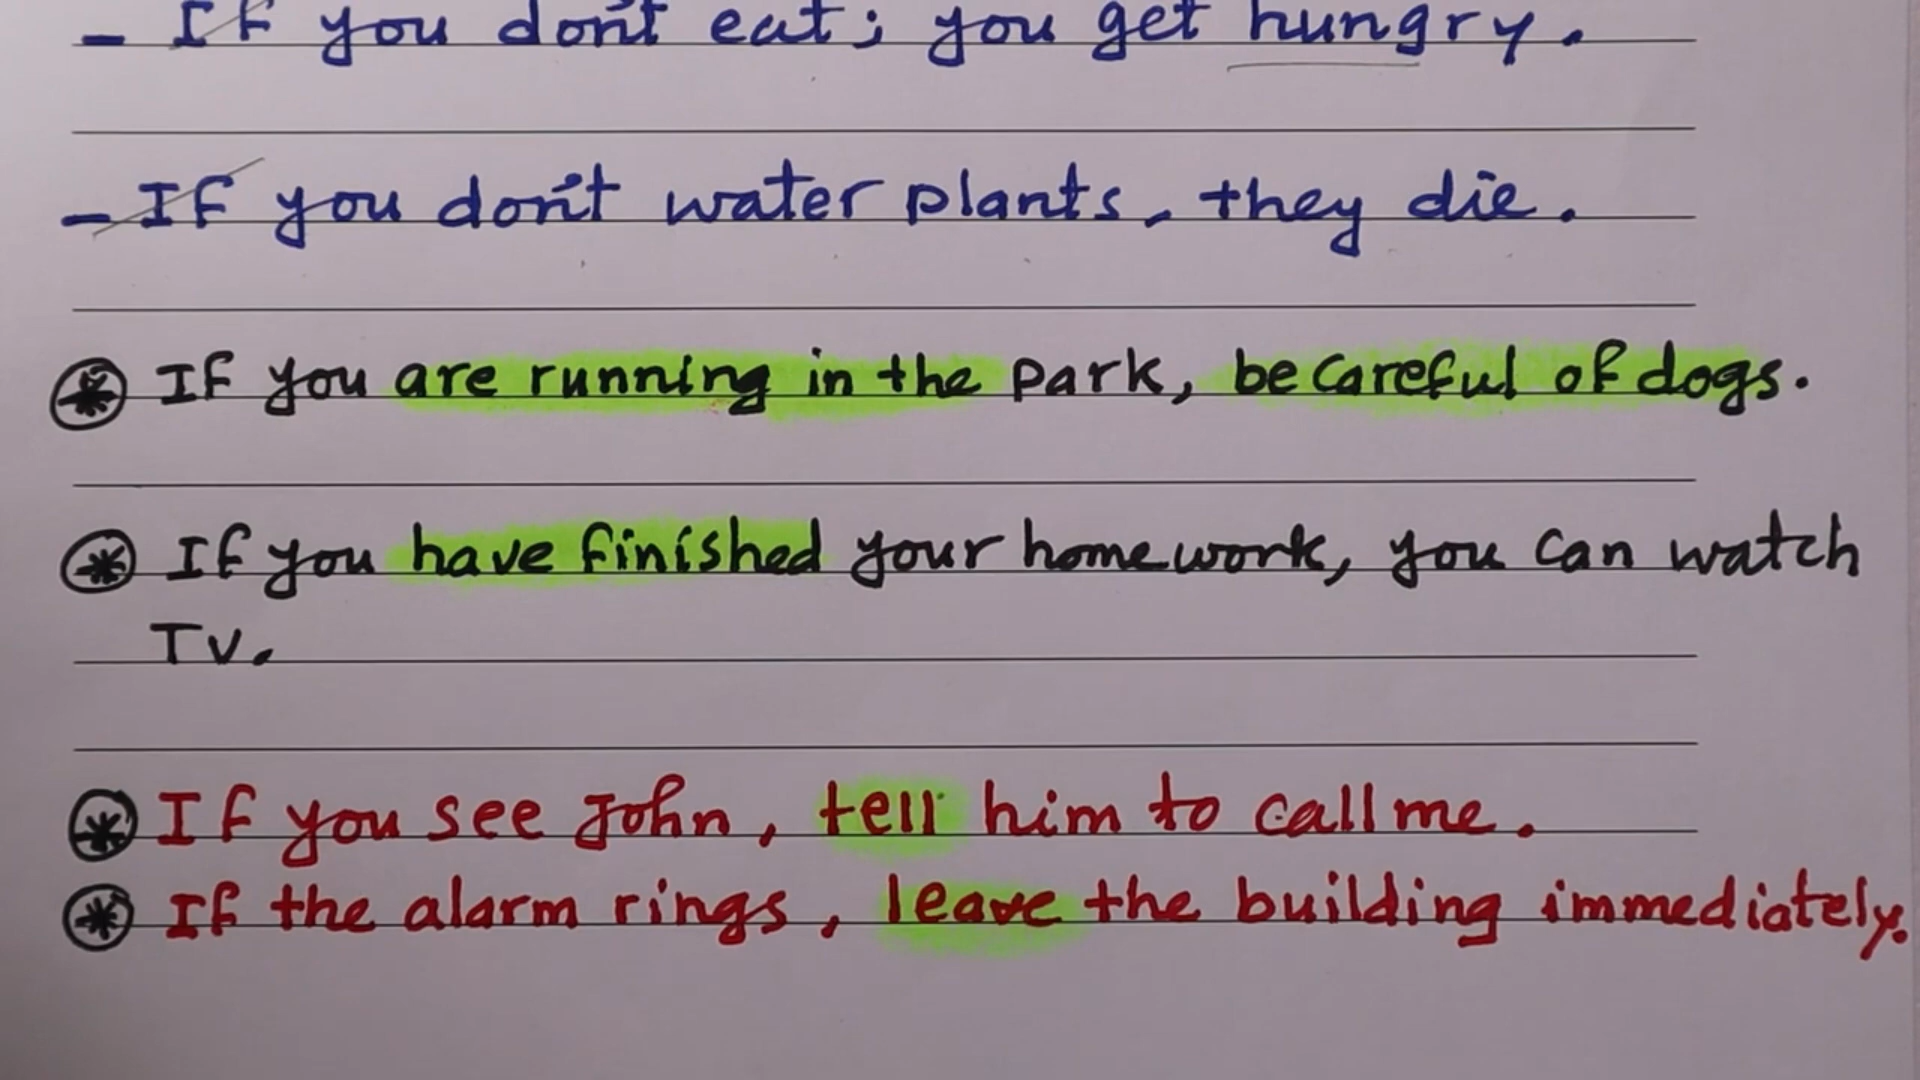 - If you don't eat; you get hungry.
- If you don't water plants, they die.
* If you are running in the park, be careful of dogs.
* If you have finished your homework, you can watch
TV.
* If you see John, tell him to call me.
* If the alarm rings, leave the building immediately.